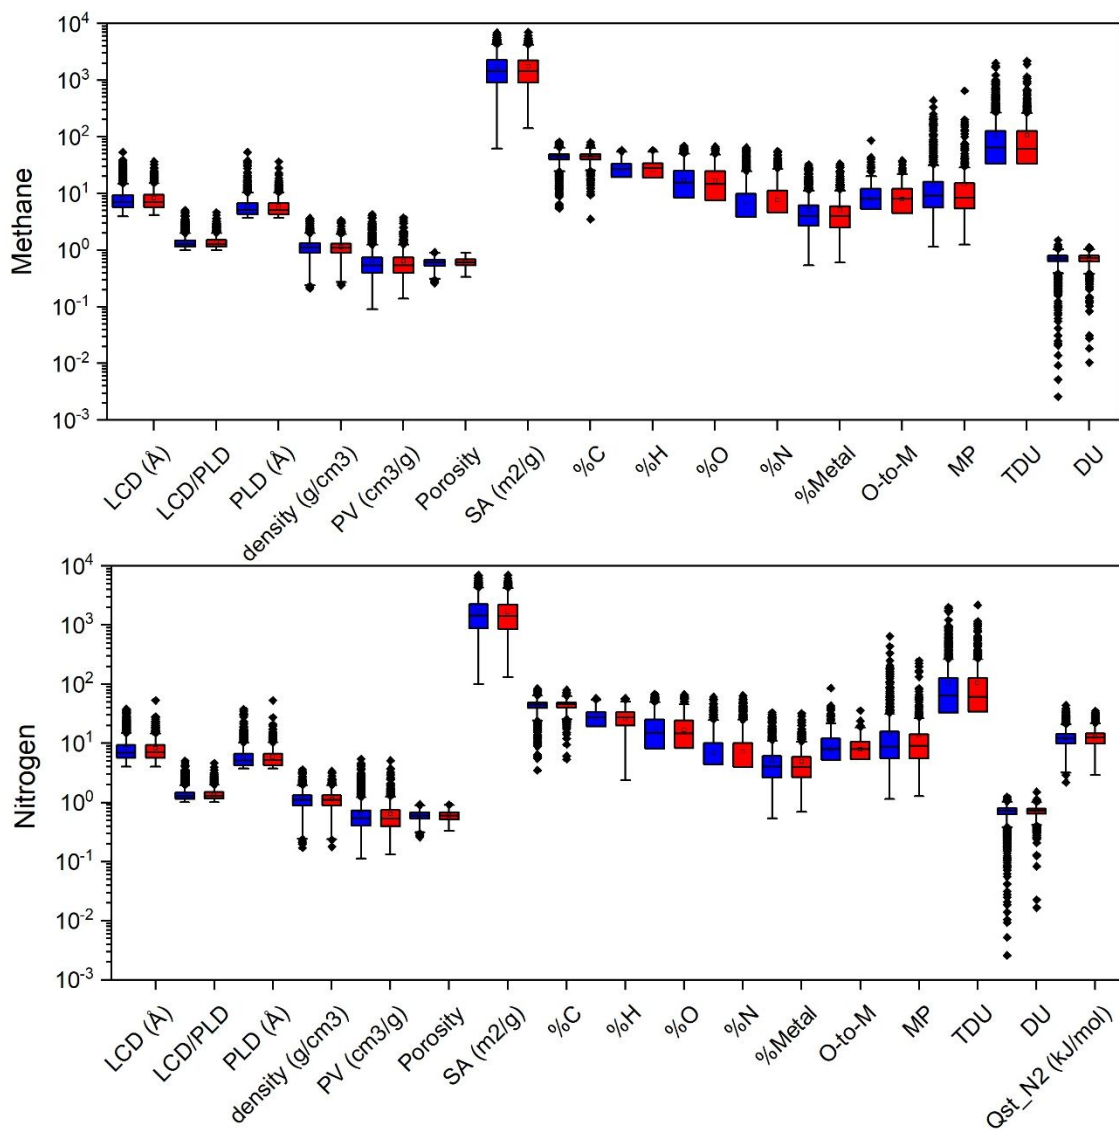 Methane
10^4
10^3
10^2
10^1
10^0
10^-1
10^-2
10^-3
LCD (Å)
LCD/PLD
PLD (Å)
density (g/cm3)
PV (cm3/g)
Porosity
SA (m2/g)
%C
%H
%O
%N
%Metal
O-to-M
MP
TDU
DU
Nitrogen
10^4
10^3
10^2
10^1
10^0
10^-1
10^-2
10^-3
LCD (Å)
LCD/PLD
PLD (Å)
density (g/cm3)
PV (cm3/g)
Porosity
SA (m2/g)
%C
%H
%O
%N
%Metal
O-to-M
MP
TDU
DU
Qst_N2 (kJ/mol)